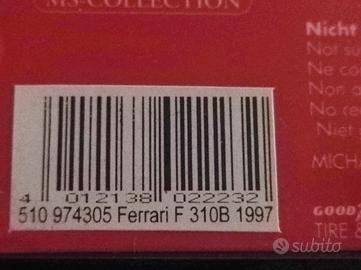 MS-COLLECTION
Nicht
Not s
Ne co
Non a
No re
Niet
MICH
4 012138 022232
510 974305 Ferrari F 310B 1997
GOOD
TIRE &
subito